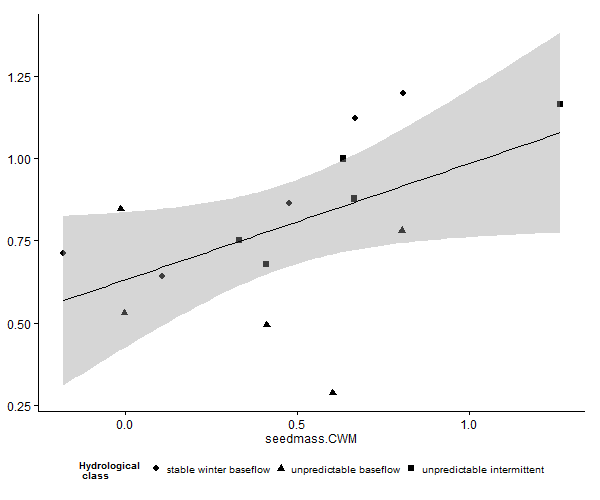 1.25
1.00
0.75
0.50
0.25
0.0 0.5 1.0
seedmass.CWM
Hydrological
class
stable winter baseflow unpredictable baseflow unpredictable intermittent